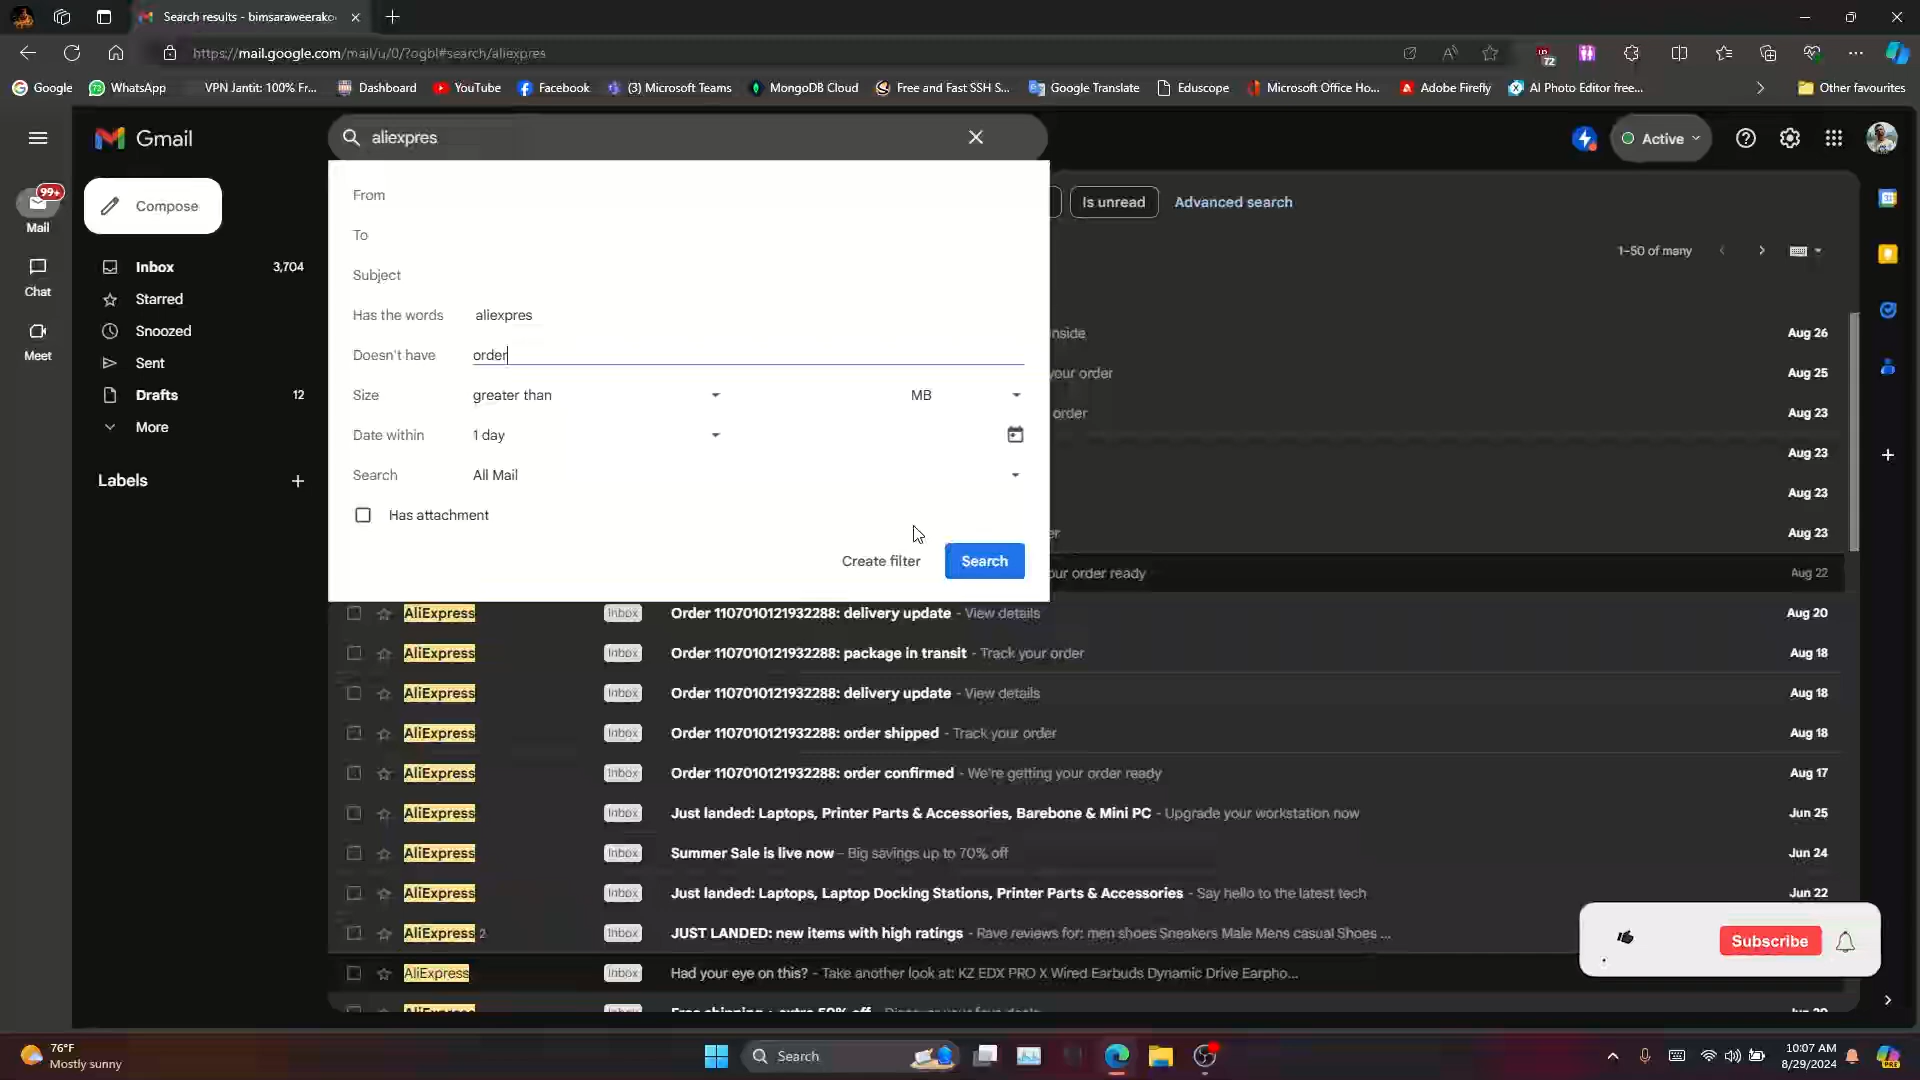 Search results - bimsaraweerako
https://mail.google.com/mail/u/0/?ogbl#search/aliexpres
72
Google
WhatsApp
VPN Jantit: 100% Fr...
Dashboard
YouTube
Facebook
(3) Microsoft Teams
MongoDB Cloud
Free and Fast SSH S...
Google Translate
Eduscope
Microsoft Office Ho...
Adobe Firefly
AI Photo Editor free...
Other favourites
Gmail
aliexpres
Active
99+
Mail
Chat
Meet
Compose
Inbox 3,704
Starred
Snoozed
Sent
Drafts 12
More
Labels
From
To
Subject
Has the words aliexpres
Doesn't have order
Size greater than MB
Date within 1 day
Search All Mail
Has attachment
Create filter Search
Is unread Advanced search
1-50 of many
nside Aug 26
your order Aug 25
order Aug 23
Aug 23
Aug 23
er Aug 23
our order ready Aug 22
AliExpress Inbox Order 1107010121932288: delivery update - View details Aug 20
AliExpress Inbox Order 1107010121932288: package in transit - Track your order Aug 18
AliExpress Inbox Order 1107010121932288: delivery update - View details Aug 18
AliExpress Inbox Order 1107010121932288: order shipped - Track your order Aug 18
AliExpress Inbox Order 1107010121932288: order confirmed - We're getting your order ready Aug 17
AliExpress Inbox Just landed: Laptops, Printer Parts & Accessories, Barebone & Mini PC - Upgrade your workstation now Jun 25
AliExpress Inbox Summer Sale is live now - Big savings up to 70% off Jun 24
AliExpress Inbox Just landed: Laptops, Laptop Docking Stations, Printer Parts & Accessories - Say hello to the latest tech Jun 22
AliExpress 2 Inbox JUST LANDED: new items with high ratings - Rave reviews for: men shoes Sneakers Male Mens casual Shoes ...
AliExpress Inbox Had your eye on this? - Take another look at: KZ EDX PRO X Wired Earbuds Dynamic Drive Earpho...
Subscribe
76°F
Mostly sunny
Search
10:07 AM
8/29/2024